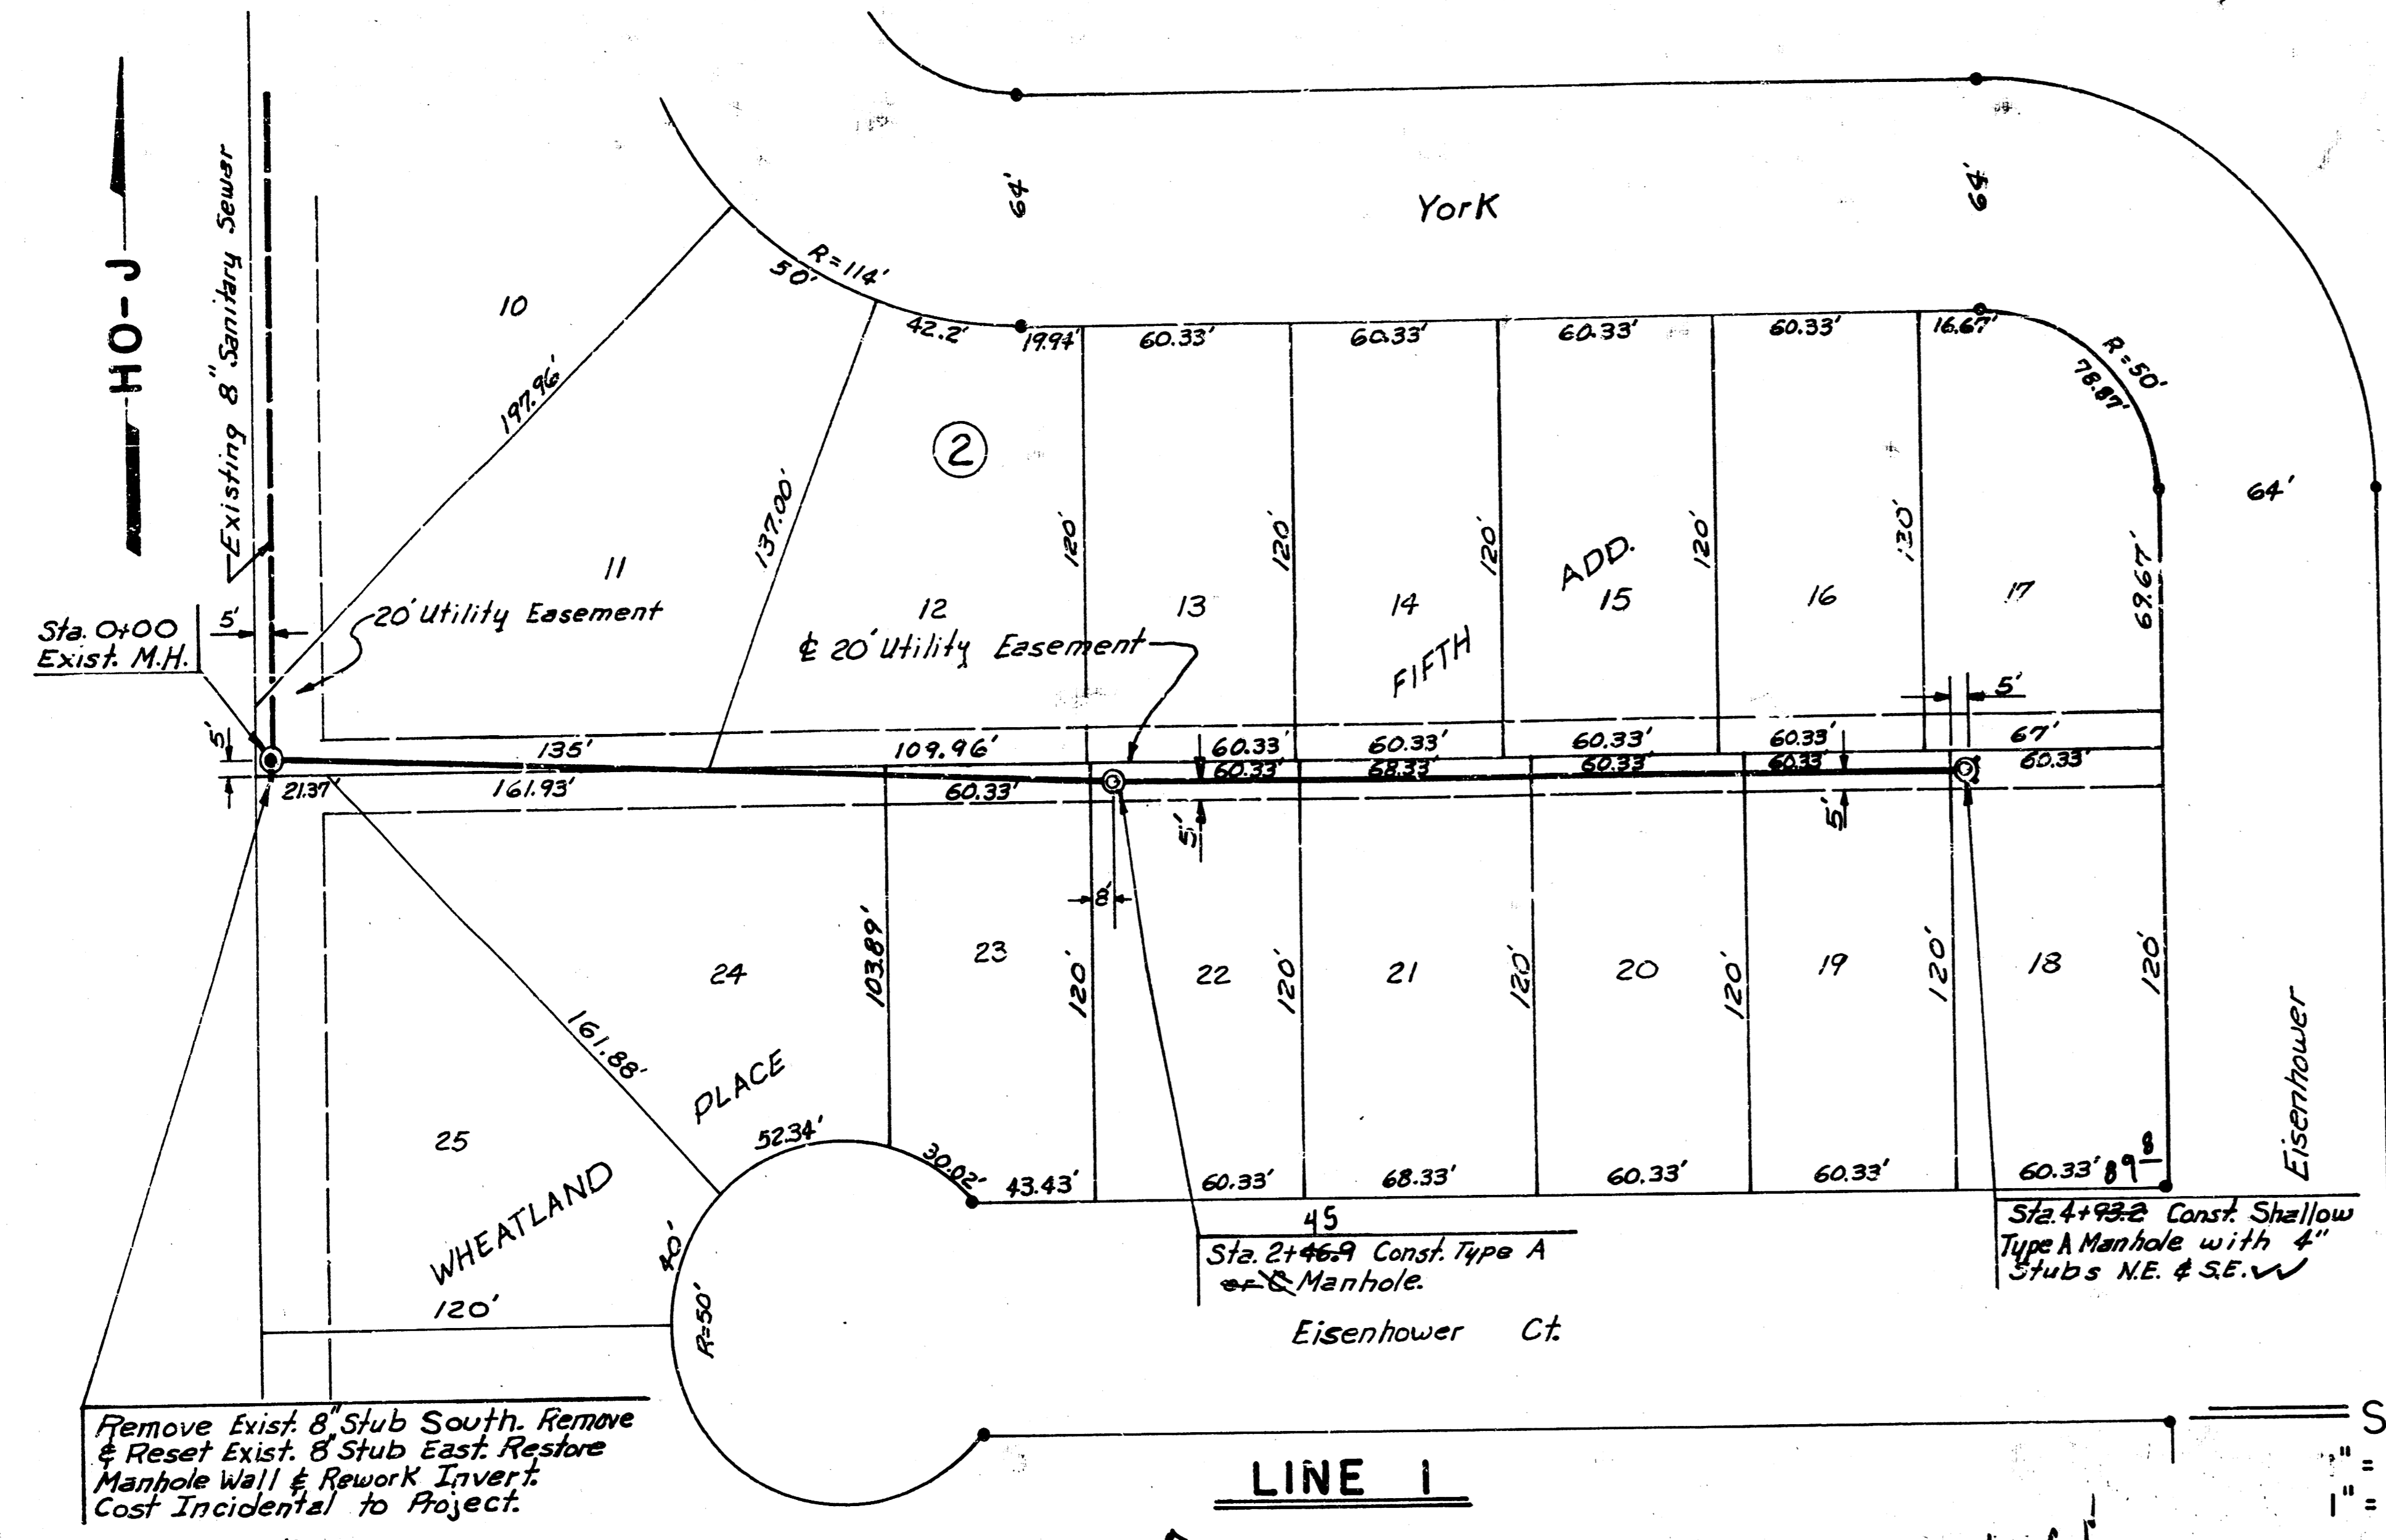 HO-J
Existing 8" Sanitary Sewer
64'
York
64'
R=114'
50'
10
42.2'
19.94'
60.33'
60.33'
60.33'
60.33'
16.67'
R=50'
78.87'
197.96'
2
137.00'
120'
120'
120'
120'
130'
64'
69.67'
ADD.
11
12
13
14
15
16
17
20' Utility Easement
₵ 20' Utility Easement
FIFTH
Sta. 0+00
Exist. M.H.
5'
5'
5'
135'
109.96'
60.33'
60.33'
60.33'
60.33'
67'
21.37
161.93'
60.33'
60.33'
68.33'
60.33'
60.33'
60.33'
5'
5'
8'
103.89'
120'
120'
120'
120'
120'
120'
24
23
22
21
20
19
18
161.88'
PLACE
25
WHEATLAND
52.34'
30.02'
43.43'
60.33'
68.33'
60.33'
60.33'
60.33'
89 8
40'
R=50'
120'
Eisenhower
45
Sta. 2+46.9 Const. Type A
or C Manhole.
Sta. 4+93.2 Const. Shallow
Type A Manhole with 4"
Stubs N.E. & S.E.
Eisenhower Ct.
Remove Exist. 8" Stub South. Remove
& Reset Exist. 8" Stub East. Restore
Manhole Wall & Rework Invert.
Cost Incidental to Project.
LINE 1
S
" =
1" =